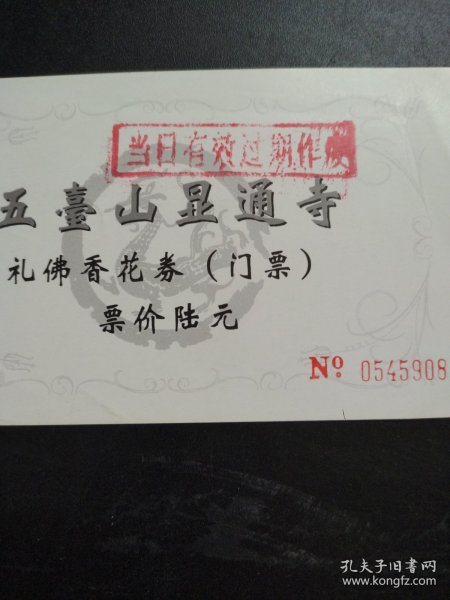 当日有效过期作废
五臺山显通寺
礼佛香花券（门票）
票价陆元
Nº 0545908
孔夫子旧书网
www.kongfz.com